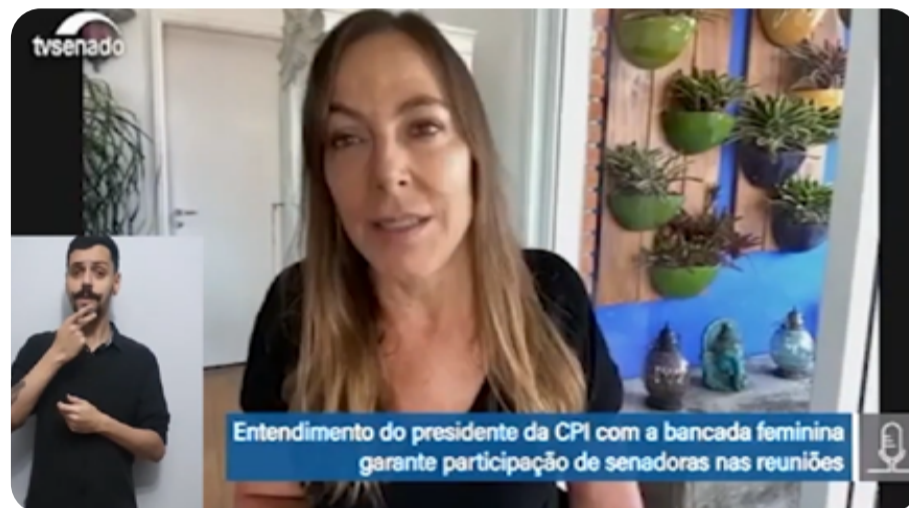 tvsenado
Entendimento do presidente da CPI com a bancada feminina
garante participação de senadoras nas reuniões